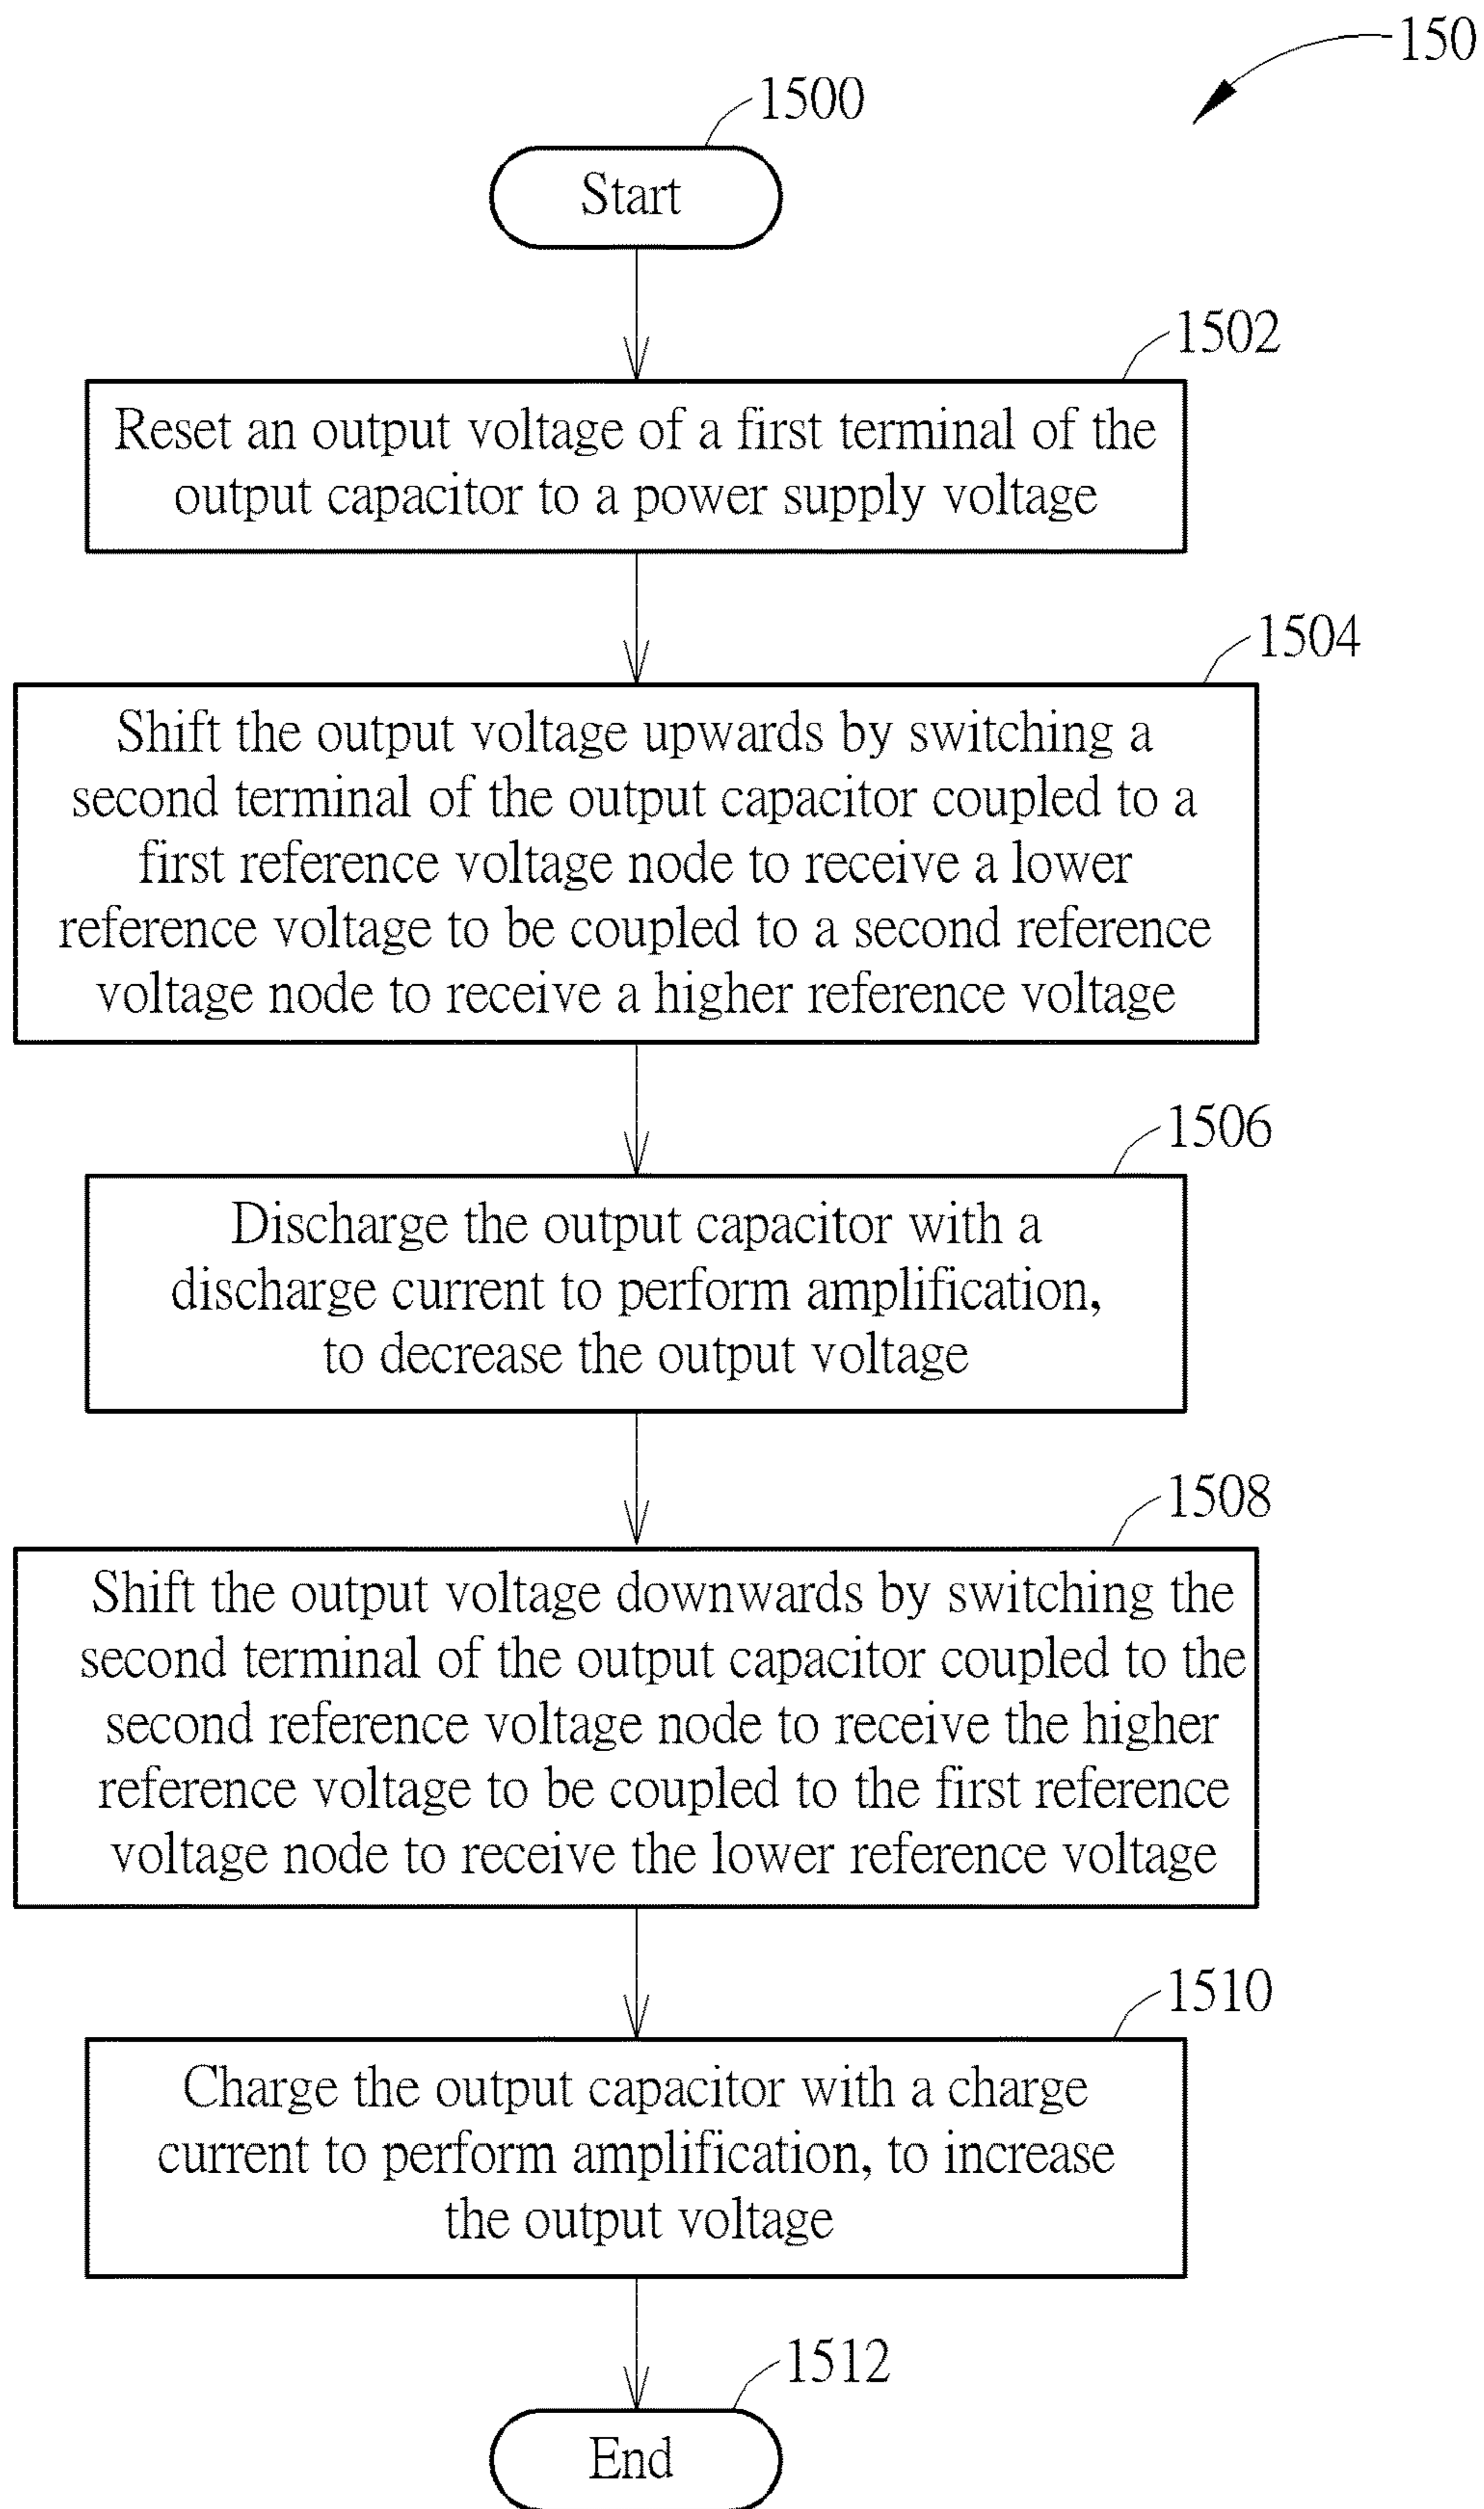 150
1500
Start
1502
Reset an output voltage of a first terminal of the
output capacitor to a power supply voltage
1504
Shift the output voltage upwards by switching a
second terminal of the output capacitor coupled to a
first reference voltage node to receive a lower
reference voltage to be coupled to a second reference
voltage node to receive a higher reference voltage
1506
Discharge the output capacitor with a
discharge current to perform amplification,
to decrease the output voltage
1508
Shift the output voltage downwards by switching the
second terminal of the output capacitor coupled to the
second reference voltage node to receive the higher
reference voltage to be coupled to the first reference
voltage node to receive the lower reference voltage
1510
Charge the output capacitor with a charge
current to perform amplification, to increase
the output voltage
1512
End